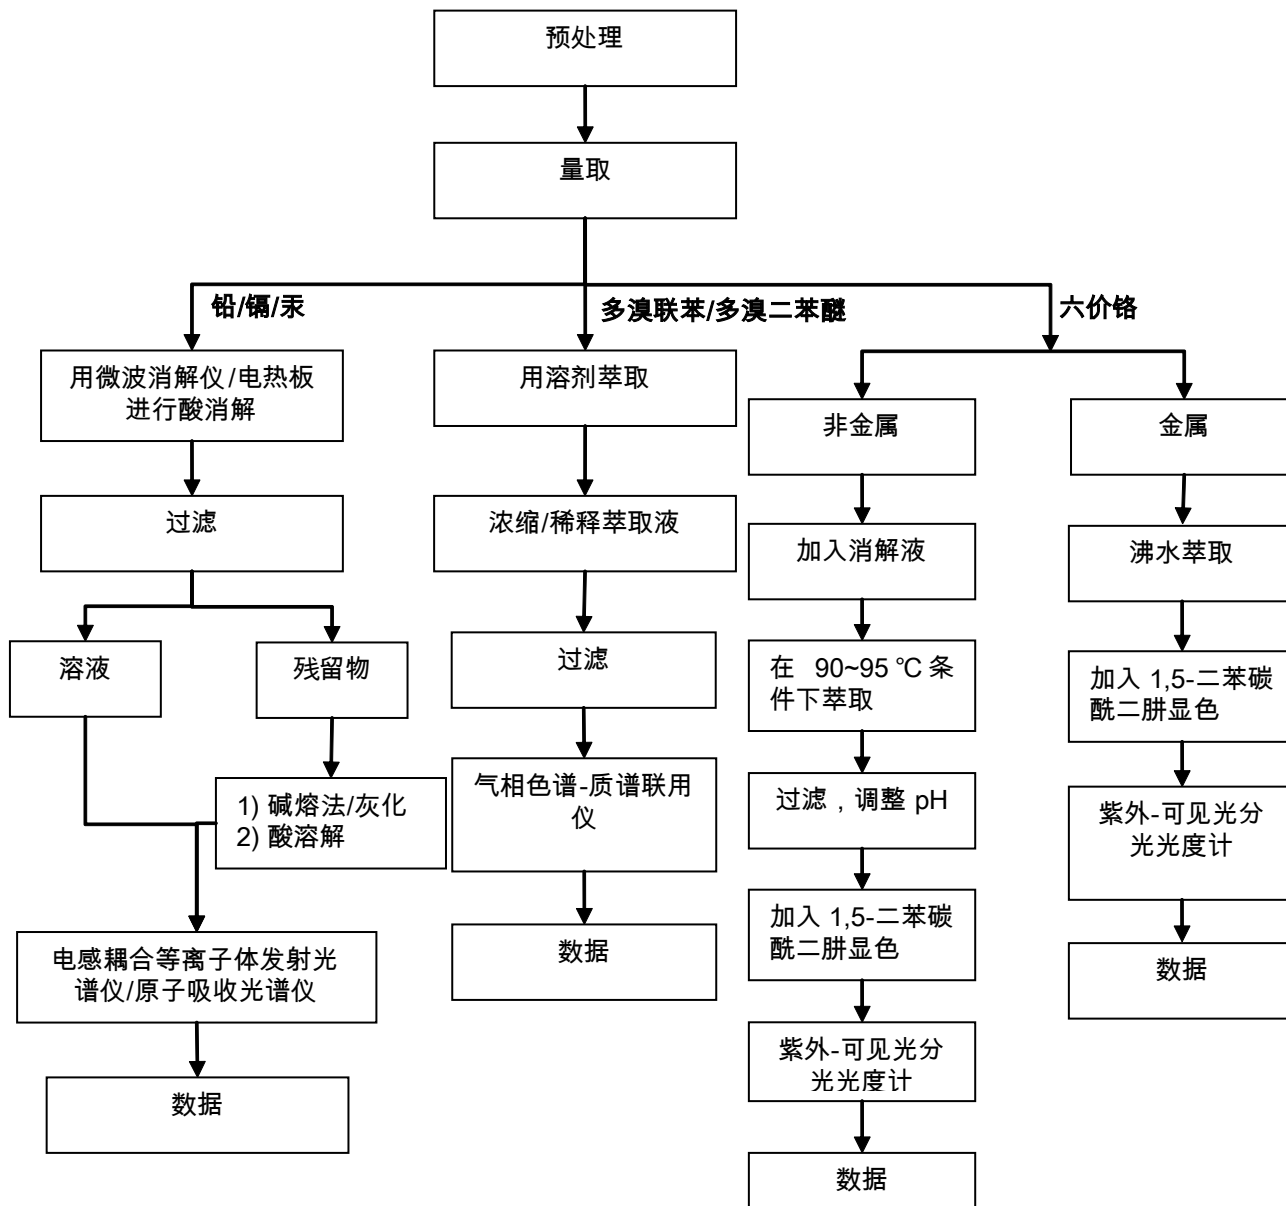 预处理
量取
铅/镉/汞
多溴联苯/多溴二苯醚
六价铬
用微波消解仪/电热板
进行酸消解
过滤
溶液
残留物
1) 碱熔法/灰化
2) 酸溶解
电感耦合等离子体发射光
谱仪/原子吸收光谱仪
数据
用溶剂萃取
浓缩/稀释萃取液
过滤
气相色谱-质谱联用
仪
数据
非金属
加入消解液
在 90~95 °C 条
件下萃取
过滤，调整 pH
加入 1,5-二苯碳
酰二肼显色
紫外-可见光分
光光度计
数据
金属
沸水萃取
加入 1,5-二苯碳
酰二肼显色
紫外-可见光分
光光度计
数据